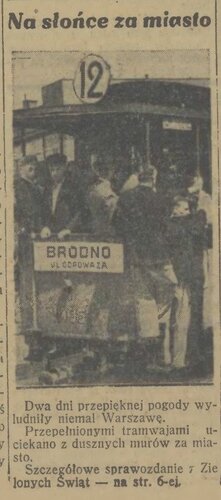 Na słońce za miasto
12
BRÓDNO
UL. ODROWĄŻA
Dwa dni przepięknej pogody wy-
ludniły niemal Warszawę.
Przepełnionymi tramwajami u-
ciekano z dusznych murów za mia-
sto.
Szczegółowe sprawozdanie z Zie
lonych Świąt — na str. 6-ej.